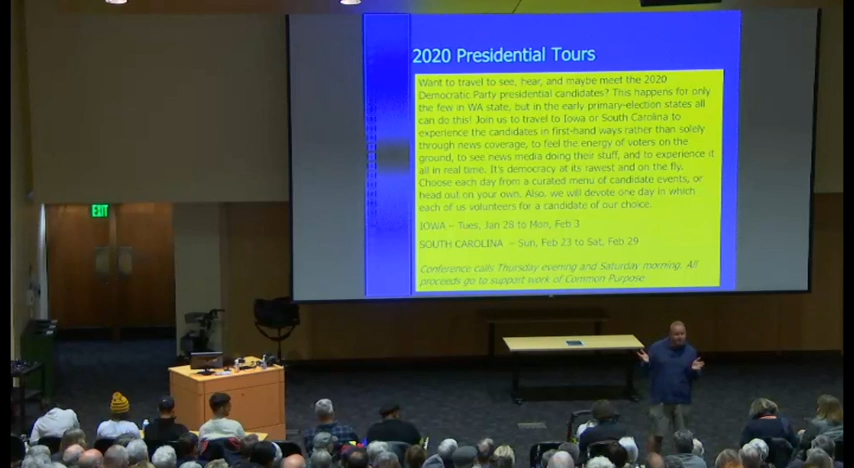 2020 Presidential Tours
Want to travel to see, hear, and maybe meet the 2020
Democratic Party presidential candidates? This happens for only
the few in WA state, but in the early primary-election states all
can do this! Join us to travel to Iowa or South Carolina to
experience the candidates in first-hand ways rather than solely
through news coverage, to feel the energy of voters on the
ground, to see news media doing their stuff, and to experience it
all in real time. It's democracy at its rawest and on the fly.
Choose each day from a curated menu of candidate events, or
head out on your own. Also, we will devote one day in which
each of us volunteers for a candidate of our choice.
IOWA – Tues, Jan 28 to Mon, Feb 3
SOUTH CAROLINA – Sun, Feb 23 to Sat, Feb 29
Conference calls Thursday evening and Saturday morning. All
proceeds go to support work of Common Purpose
EXIT